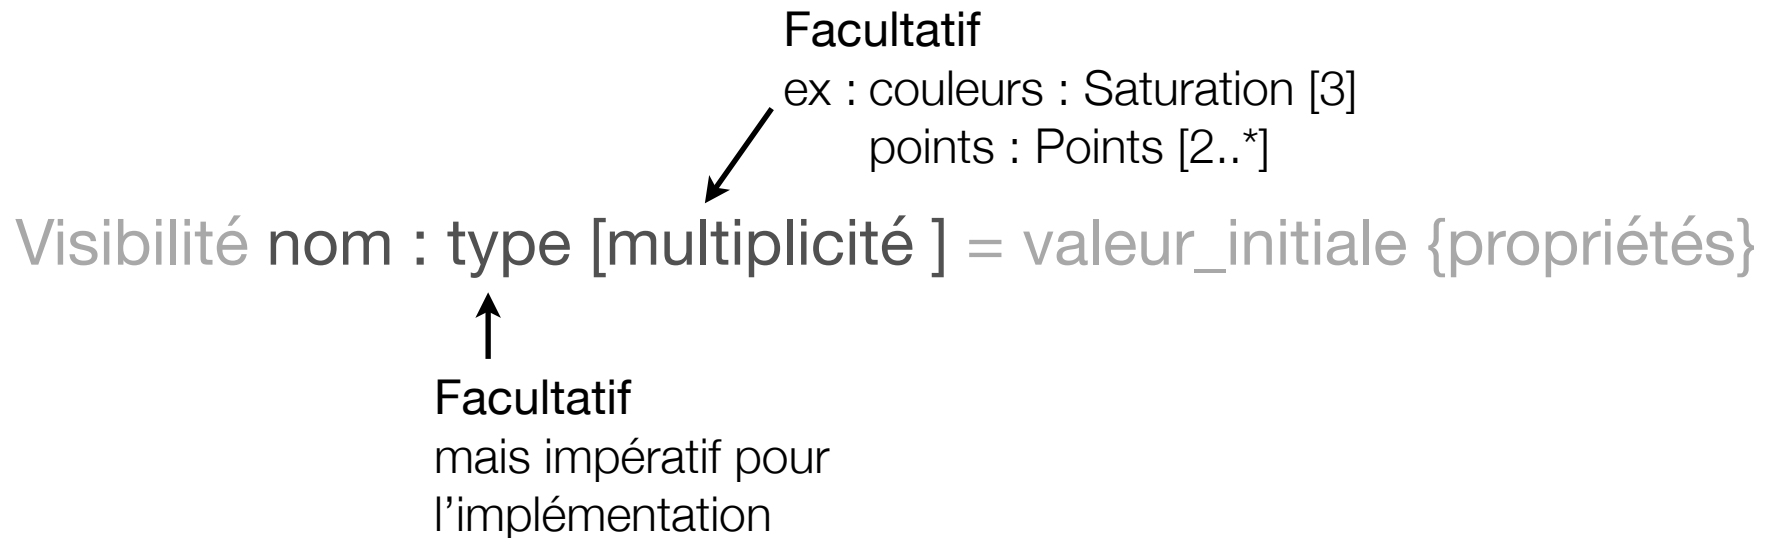 Facultatif
ex : couleurs : Saturation [3]
points : Points [2..*]
Visibilité nom : type [multiplicité ] = valeur_initiale {propriétés}
Facultatif
mais impératif pour
l’implémentation